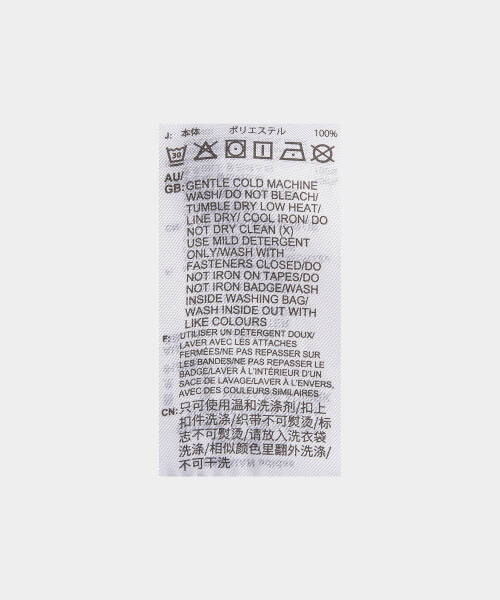 J: 本体 ポリエステル 100%
30
AU/
GB: GENTLE COLD MACHINE
WASH/ DO NOT BLEACH/
TUMBLE DRY LOW HEAT/
LINE DRY/ COOL IRON/ DO
NOT DRY CLEAN (X)
USE MILD DETERGENT
ONLY/WASH WITH
FASTENERS CLOSED/DO
NOT IRON ON TAPES/DO
NOT IRON BADGE/WASH
INSIDE WASHING BAG/
WASH INSIDE OUT WITH
LIKE COLOURS
F: UTILISER UN DÉTERGENT DOUX/
LAVER AVEC LES ATTACHES
FERMÉES/NE PAS REPASSER SUR
LES BANDES/NE PAS REPASSER LE
BADGE/LAVER À L'INTÉRIEUR D'UN
SACE DE LAVAGE/LAVER À L'ENVERS,
AVEC DES COULEURS SIMILAIRES
CN: 只可使用温和洗涤剂/扣上
扣件洗涤/织带不可熨烫/标
志不可熨烫/请放入洗衣袋
洗涤/相似颜色里翻外洗涤/
不可干洗